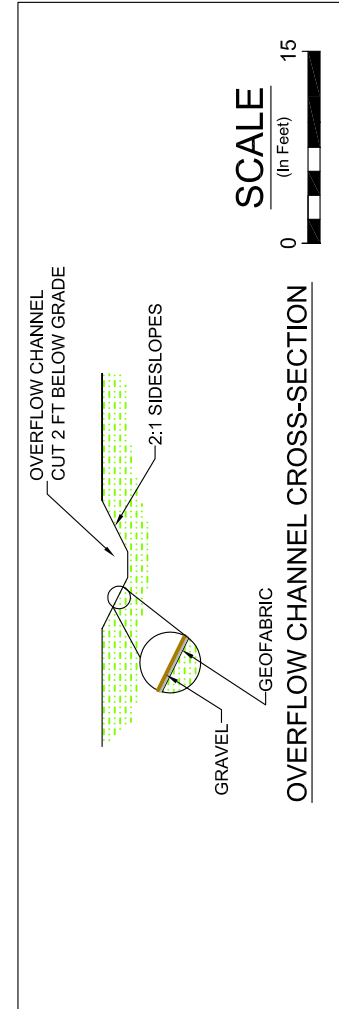 OVERFLOW CHANNEL
CUT 2 FT BELOW GRADE
2:1 SIDESLOPES
GRAVEL
GEOFABRIC
OVERFLOW CHANNEL CROSS-SECTION
SCALE
(In Feet)
0
15